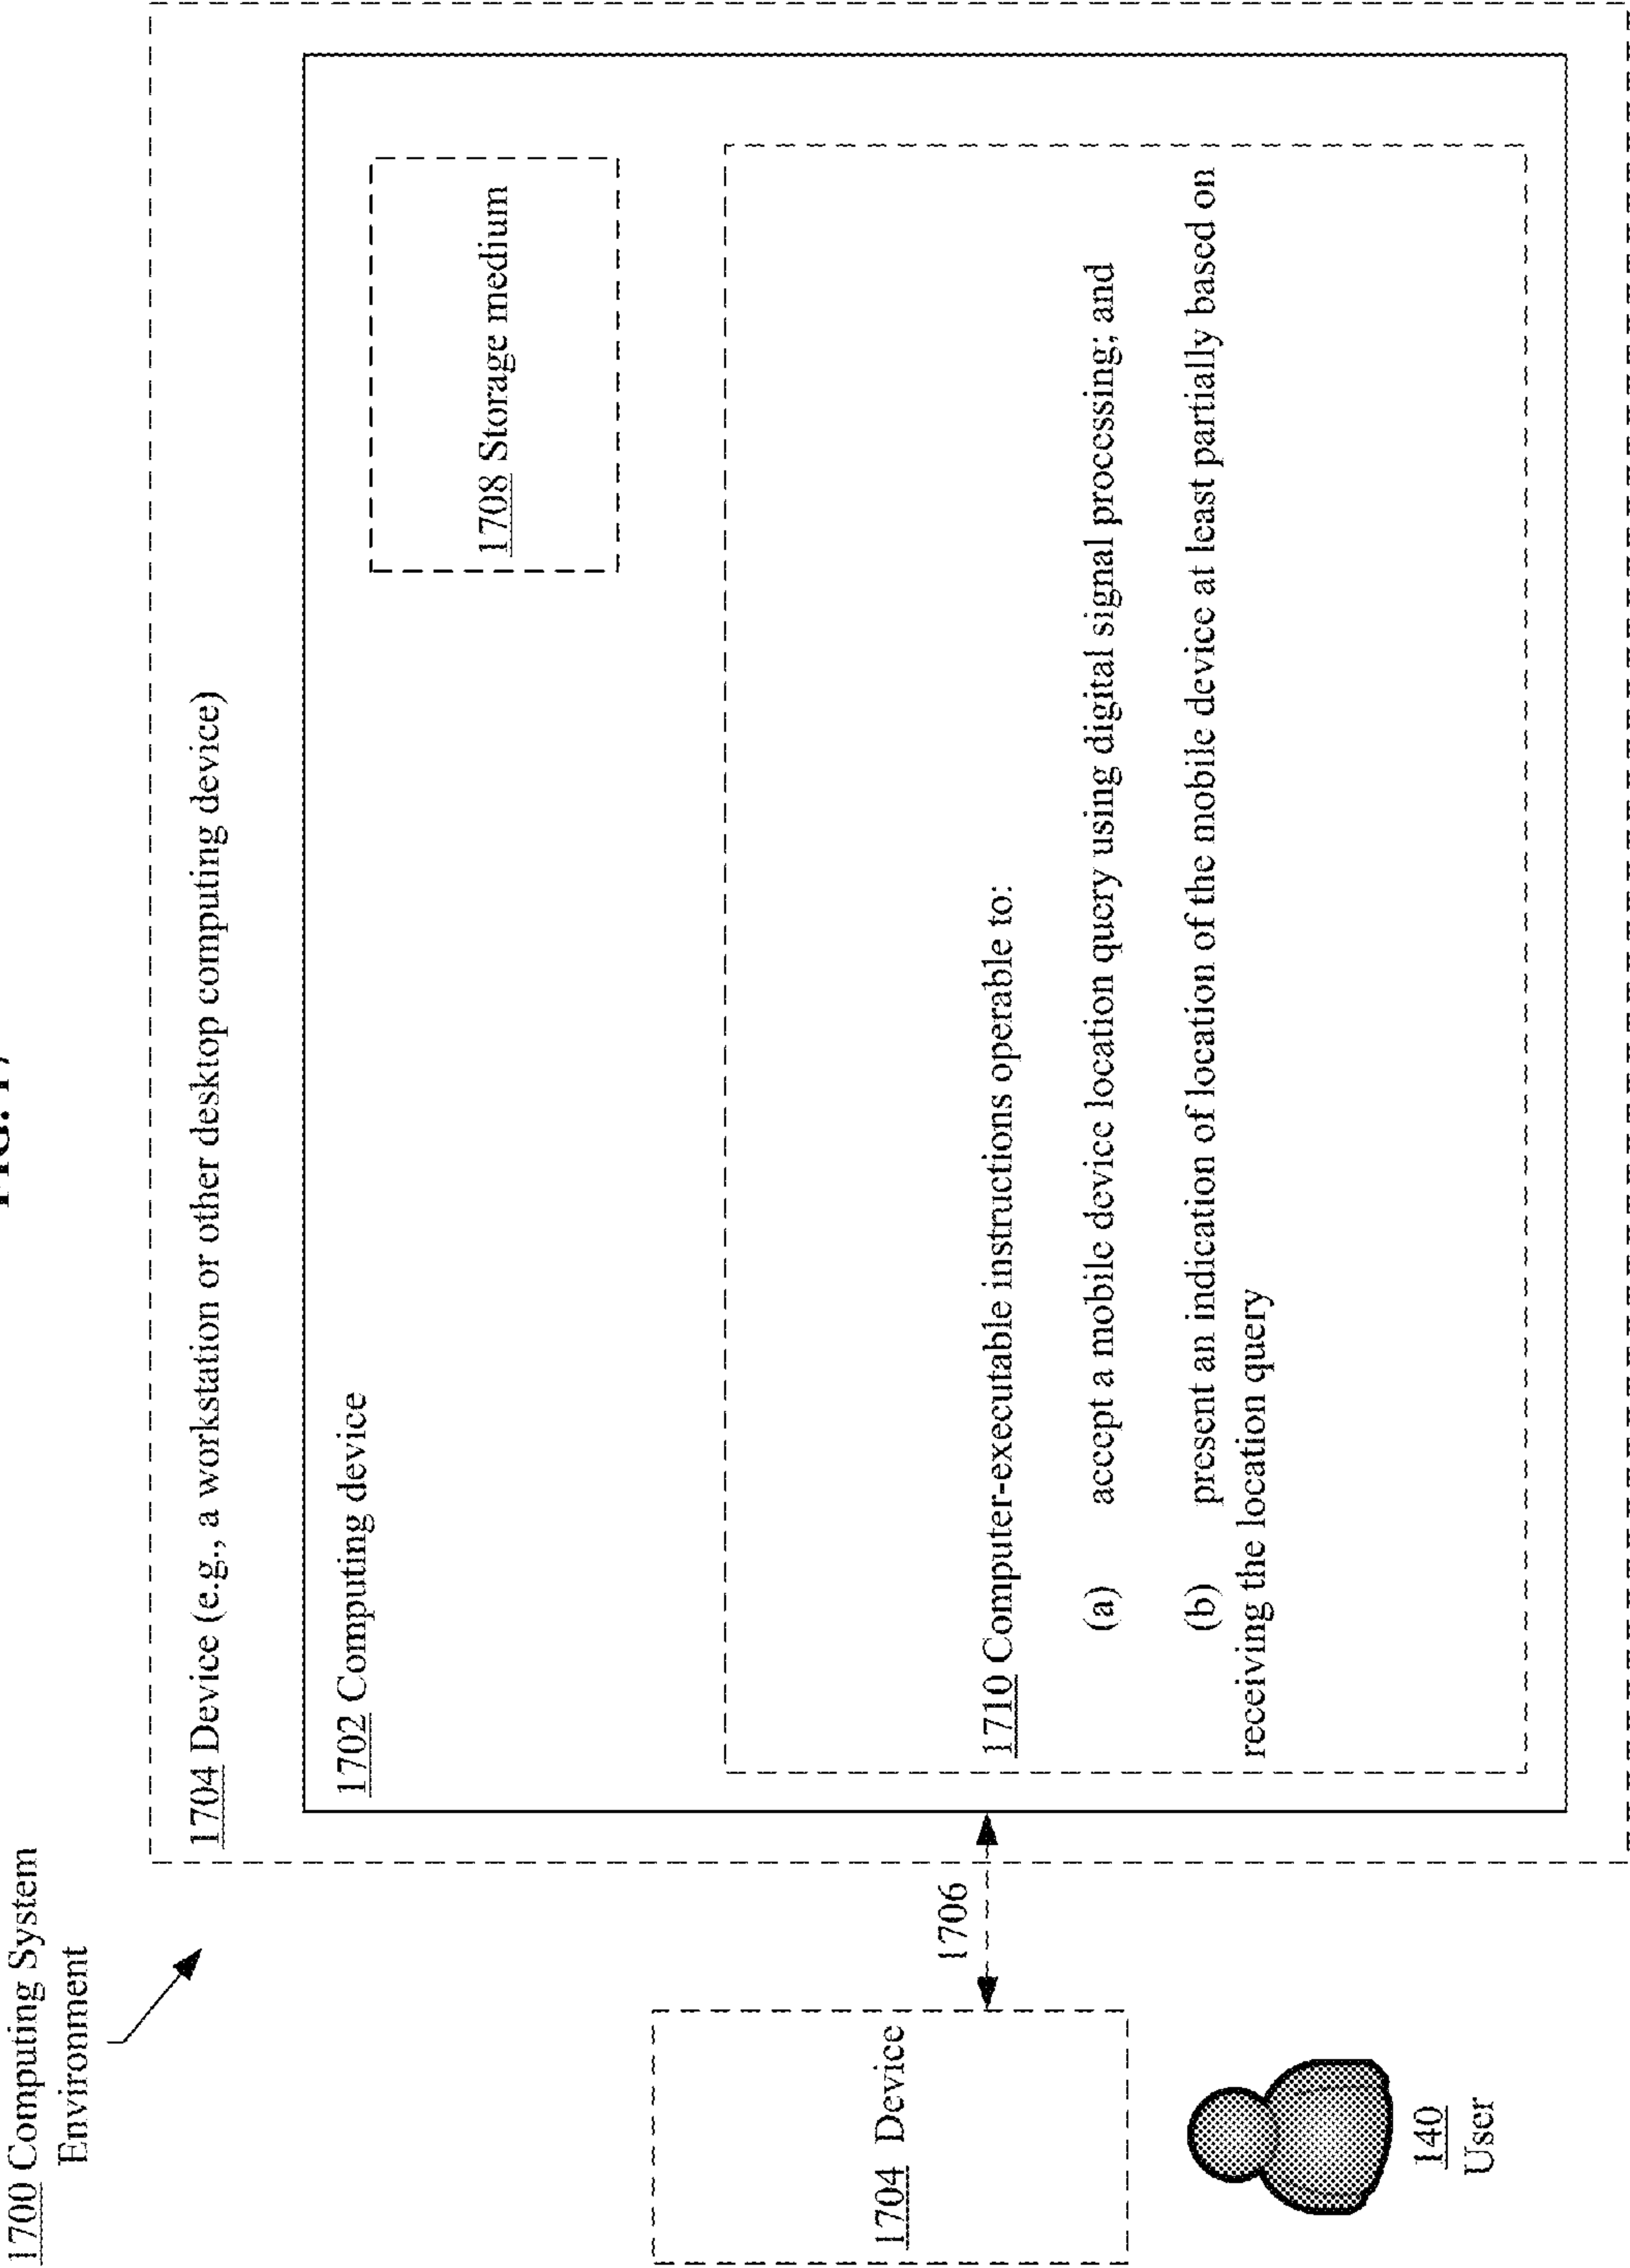 FIG. 17
1700 Computing System
Environment
1704 Device (e.g., a workstation or other desktop computing device)
1702 Computing device
1708 Storage medium
1710 Computer-executable instructions operable to:
(a) accept a mobile device location query using digital signal processing; and
(b) present an indication of location of the mobile device at least partially based on
receiving the location query
1706
1704 Device
140
User